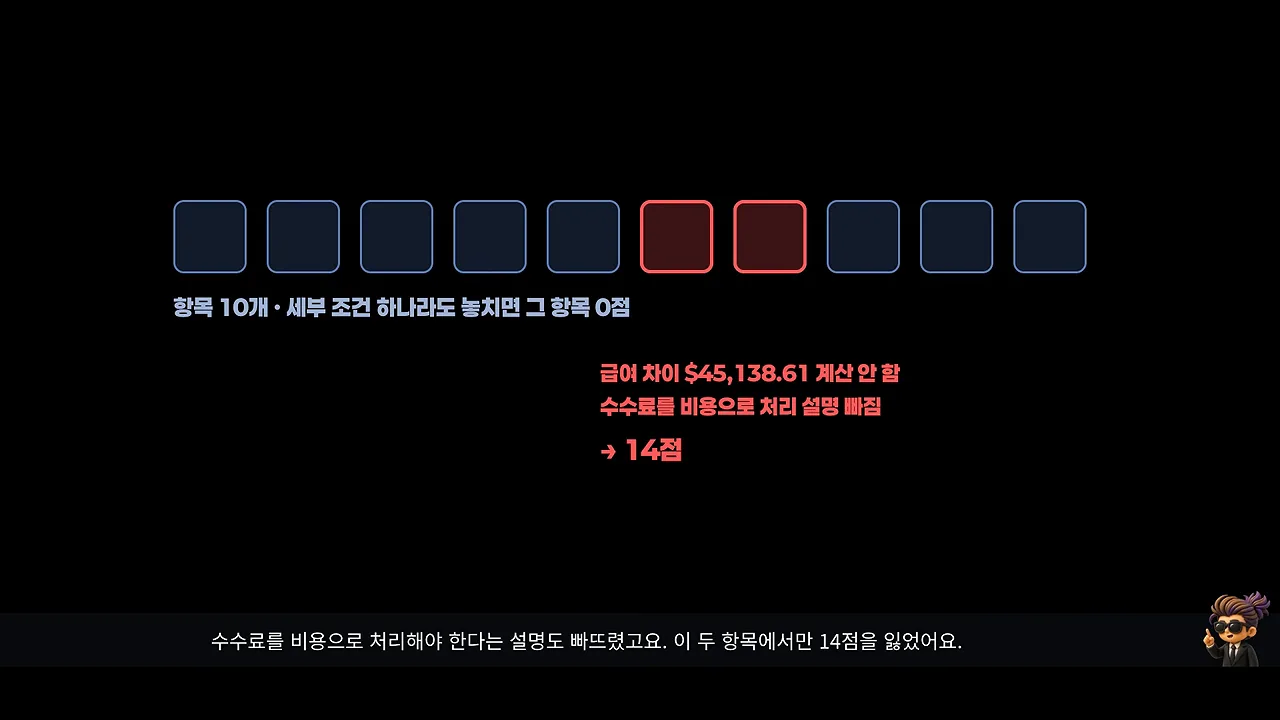 항목 10개 · 세부 조건 하나라도 놓치면 그 항목 0점
급여 차이 $45,138.61 계산 안 함
수수료를 비용으로 처리 설명 빠짐
→ 14점
수수료를 비용으로 처리해야 한다는 설명도 빠뜨렸고요. 이 두 항목에서만 14점을 잃었어요.